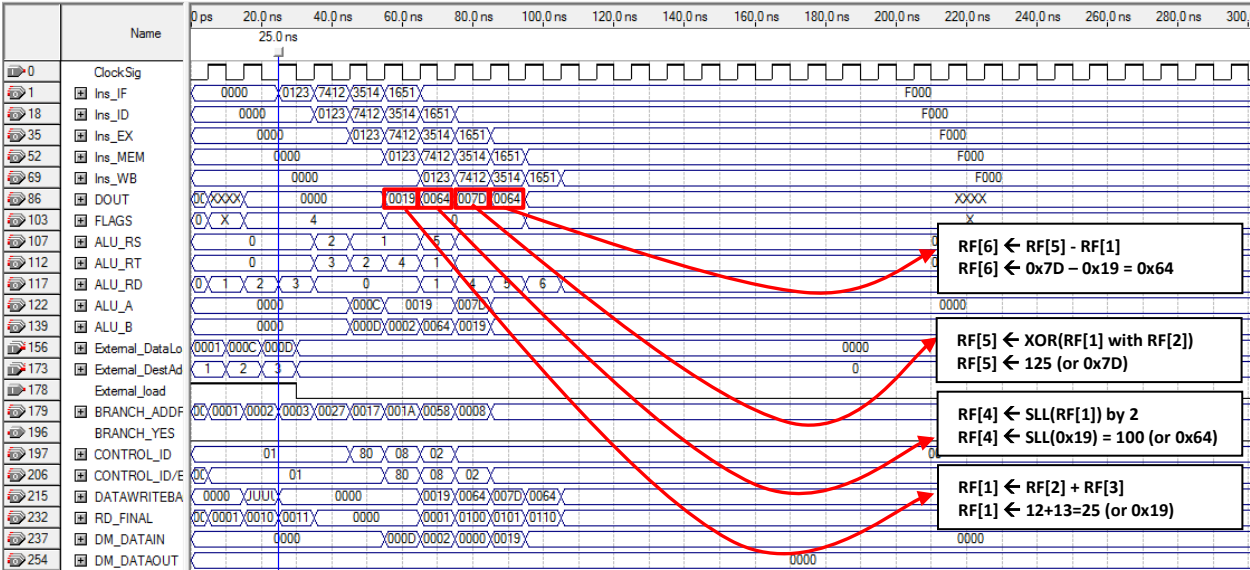 0 ps 20.0 ns 40.0 ns 60.0 ns 80.0 ns 100.0 ns 120.0 ns 140.0 ns 160.0 ns 180.0 ns 200.0 ns 220.0 ns 240.0 ns 260.0 ns 280.0 ns 300.
Name
25.0 ns
0 ClockSig
1 Ins_IF 0000 0123 7412 3514 1651 F000
18 Ins_ID 0000 0123 7412 3514 1651 F000
35 Ins_EX 0000 0123 7412 3514 1651 F000
52 Ins_MEM 0000 0123 7412 3514 1651 F000
69 Ins_WB 0000 0123 7412 3514 1651 F000
86 DOUT XXXX 0000 0019 0064 007D 0064 XXXX
103 FLAGS 0 X 4 0 X
107 ALU_RS 0 2 1 5
112 ALU_RT 0 3 2 4 1
117 ALU_RD 0 1 2 3 0 1 4 5 6
122 ALU_A 0000 000C 0019 007D 0000
139 ALU_B 0000 000D 0002 0064 0019
156 External_DataLo 0001 000C 000D 0000
173 External_DestAd 1 2 3 0
178 External_load
179 BRANCH_ADDF 0001 0002 0003 0027 0017 001A 0058 0008
196 BRANCH_YES
197 CONTROL_ID 01 80 08 02
206 CONTROL_ID/E 01 80 08 02
215 DATAWRITEBA 0000 UUU 0000 0019 0064 007D 0064
232 RD_FINAL 0001 0010 0011 0000 0001 0100 0101 0110
237 DM_DATAIN 0000 000D 0002 0000 0019 0000
254 DM_DATAOUT 0000
RF[6] ← RF[5] - RF[1]
RF[6] ← 0x7D – 0x19 = 0x64
RF[5] ← XOR(RF[1] with RF[2])
RF[5] ← 125 (or 0x7D)
RF[4] ← SLL(RF[1]) by 2
RF[4] ← SLL(0x19) = 100 (or 0x64)
RF[1] ← RF[2] + RF[3]
RF[1] ← 12+13=25 (or 0x19)